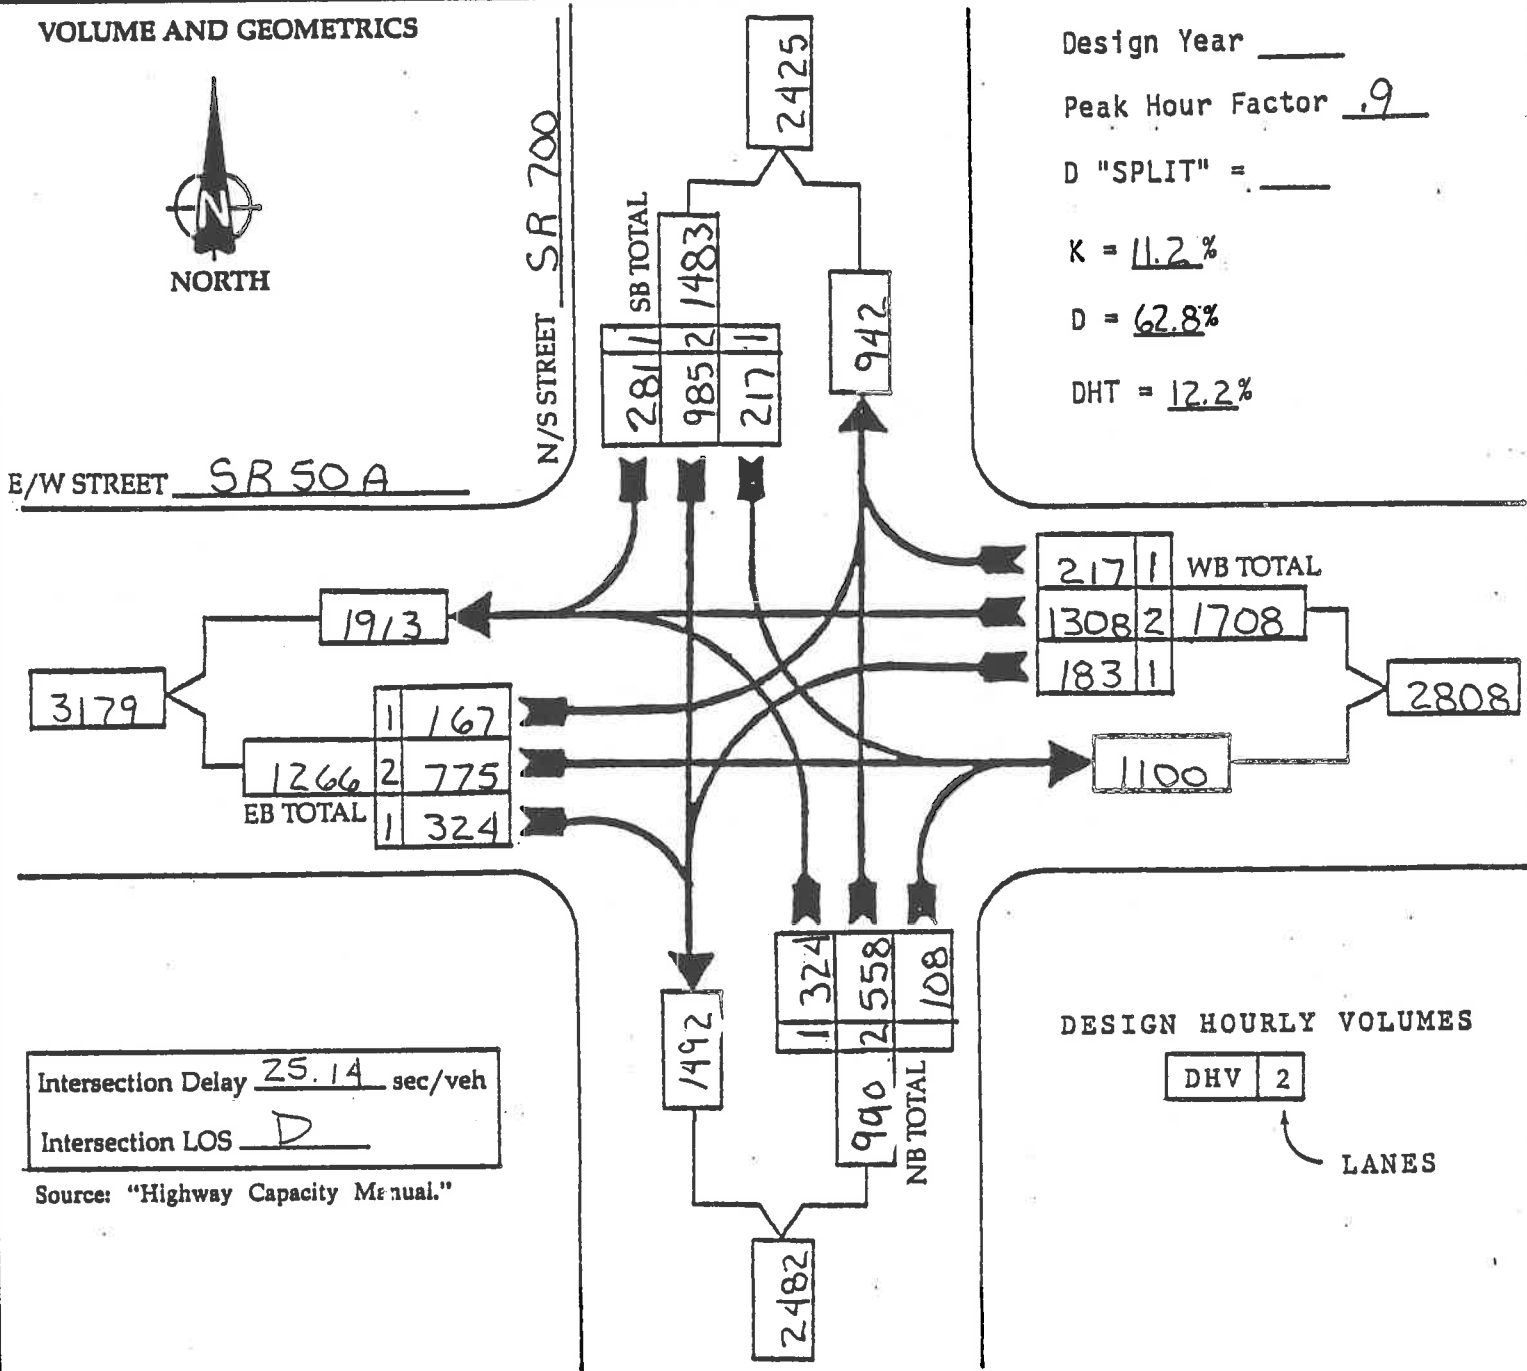 VOLUME AND GEOMETRICS
N
NORTH
E/W STREET SR 50 A
N/S STREET SR 700
Design Year
Peak Hour Factor .9
D "SPLIT" =
K = 11.2 %
D = 62.8%
DHT = 12.2%
2425
SB TOTAL
1483
1 2 1
281 985 217
942
217 1 WB TOTAL
1308 2 1708
183 1
2808
1913
3179
1 167
1266 2 775
EB TOTAL
1 324
1100
324 558 108
1 2
990
NB TOTAL
1492
2482
Intersection Delay 25.14 sec/veh
Intersection LOS D
Source: "Highway Capacity Manual."
DESIGN HOURLY VOLUMES
DHV 2
LANES